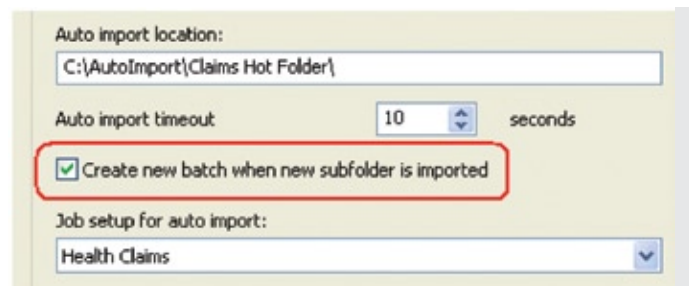 Auto import location:
C:\AutoImport\Claims Hot Folder\
Auto import timeout 10 seconds
Create new batch when new subfolder is imported
Job setup for auto import:
Health Claims